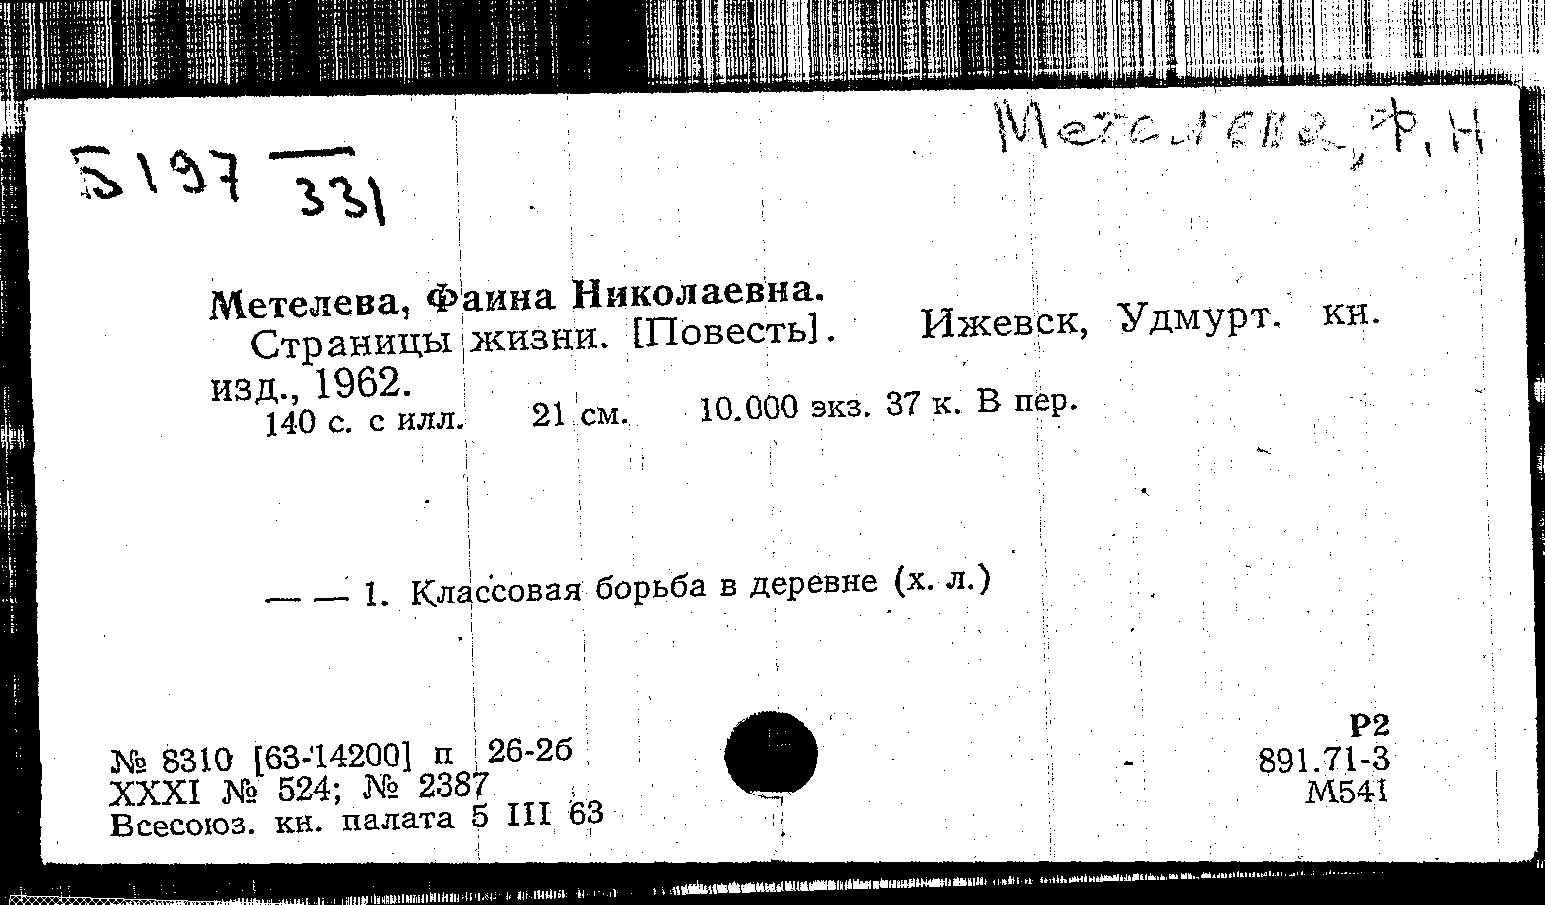 Метелева, Ф. Н
Б 197 —
331
Метелева, Фаина Николаевна.
Страницы жизни. [Повесть]. Ижевск, Удмурт. кн.
изд., 1962.
140 с. с илл. 21 см. 10.000 экз. 37 к. В пер.
— — 1. Классовая борьба в деревне (х. л.)
Р2
№ 8310 [63-14200] п 26-2б 891.71-3
XXXI № 524; № 2387 М541
Всесоюз. кн. палата 5 III 63